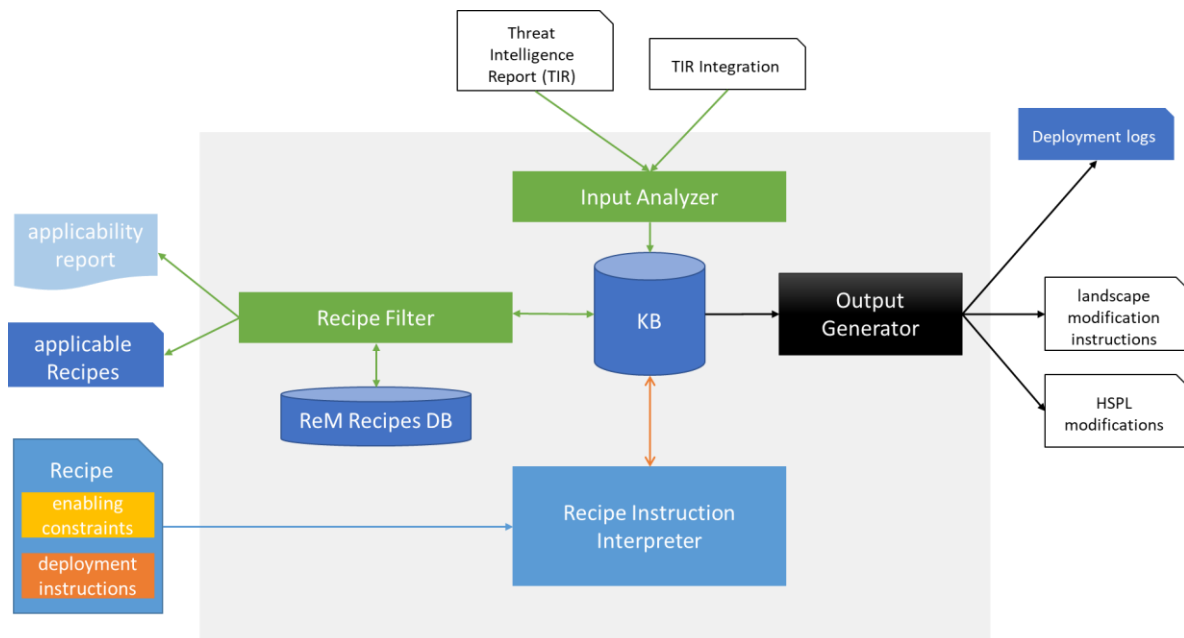 Threat
Intelligence
Report (TIR)
TIR Integration
Deployment logs
Input Analyzer
applicability
report
Recipe Filter
KB
Output
Generator
landscape
modification
instructions
applicable
Recipes
ReM Recipes DB
HSPL
modifications
Recipe
enabling
constraints
deployment
instructions
Recipe Instruction
Interpreter